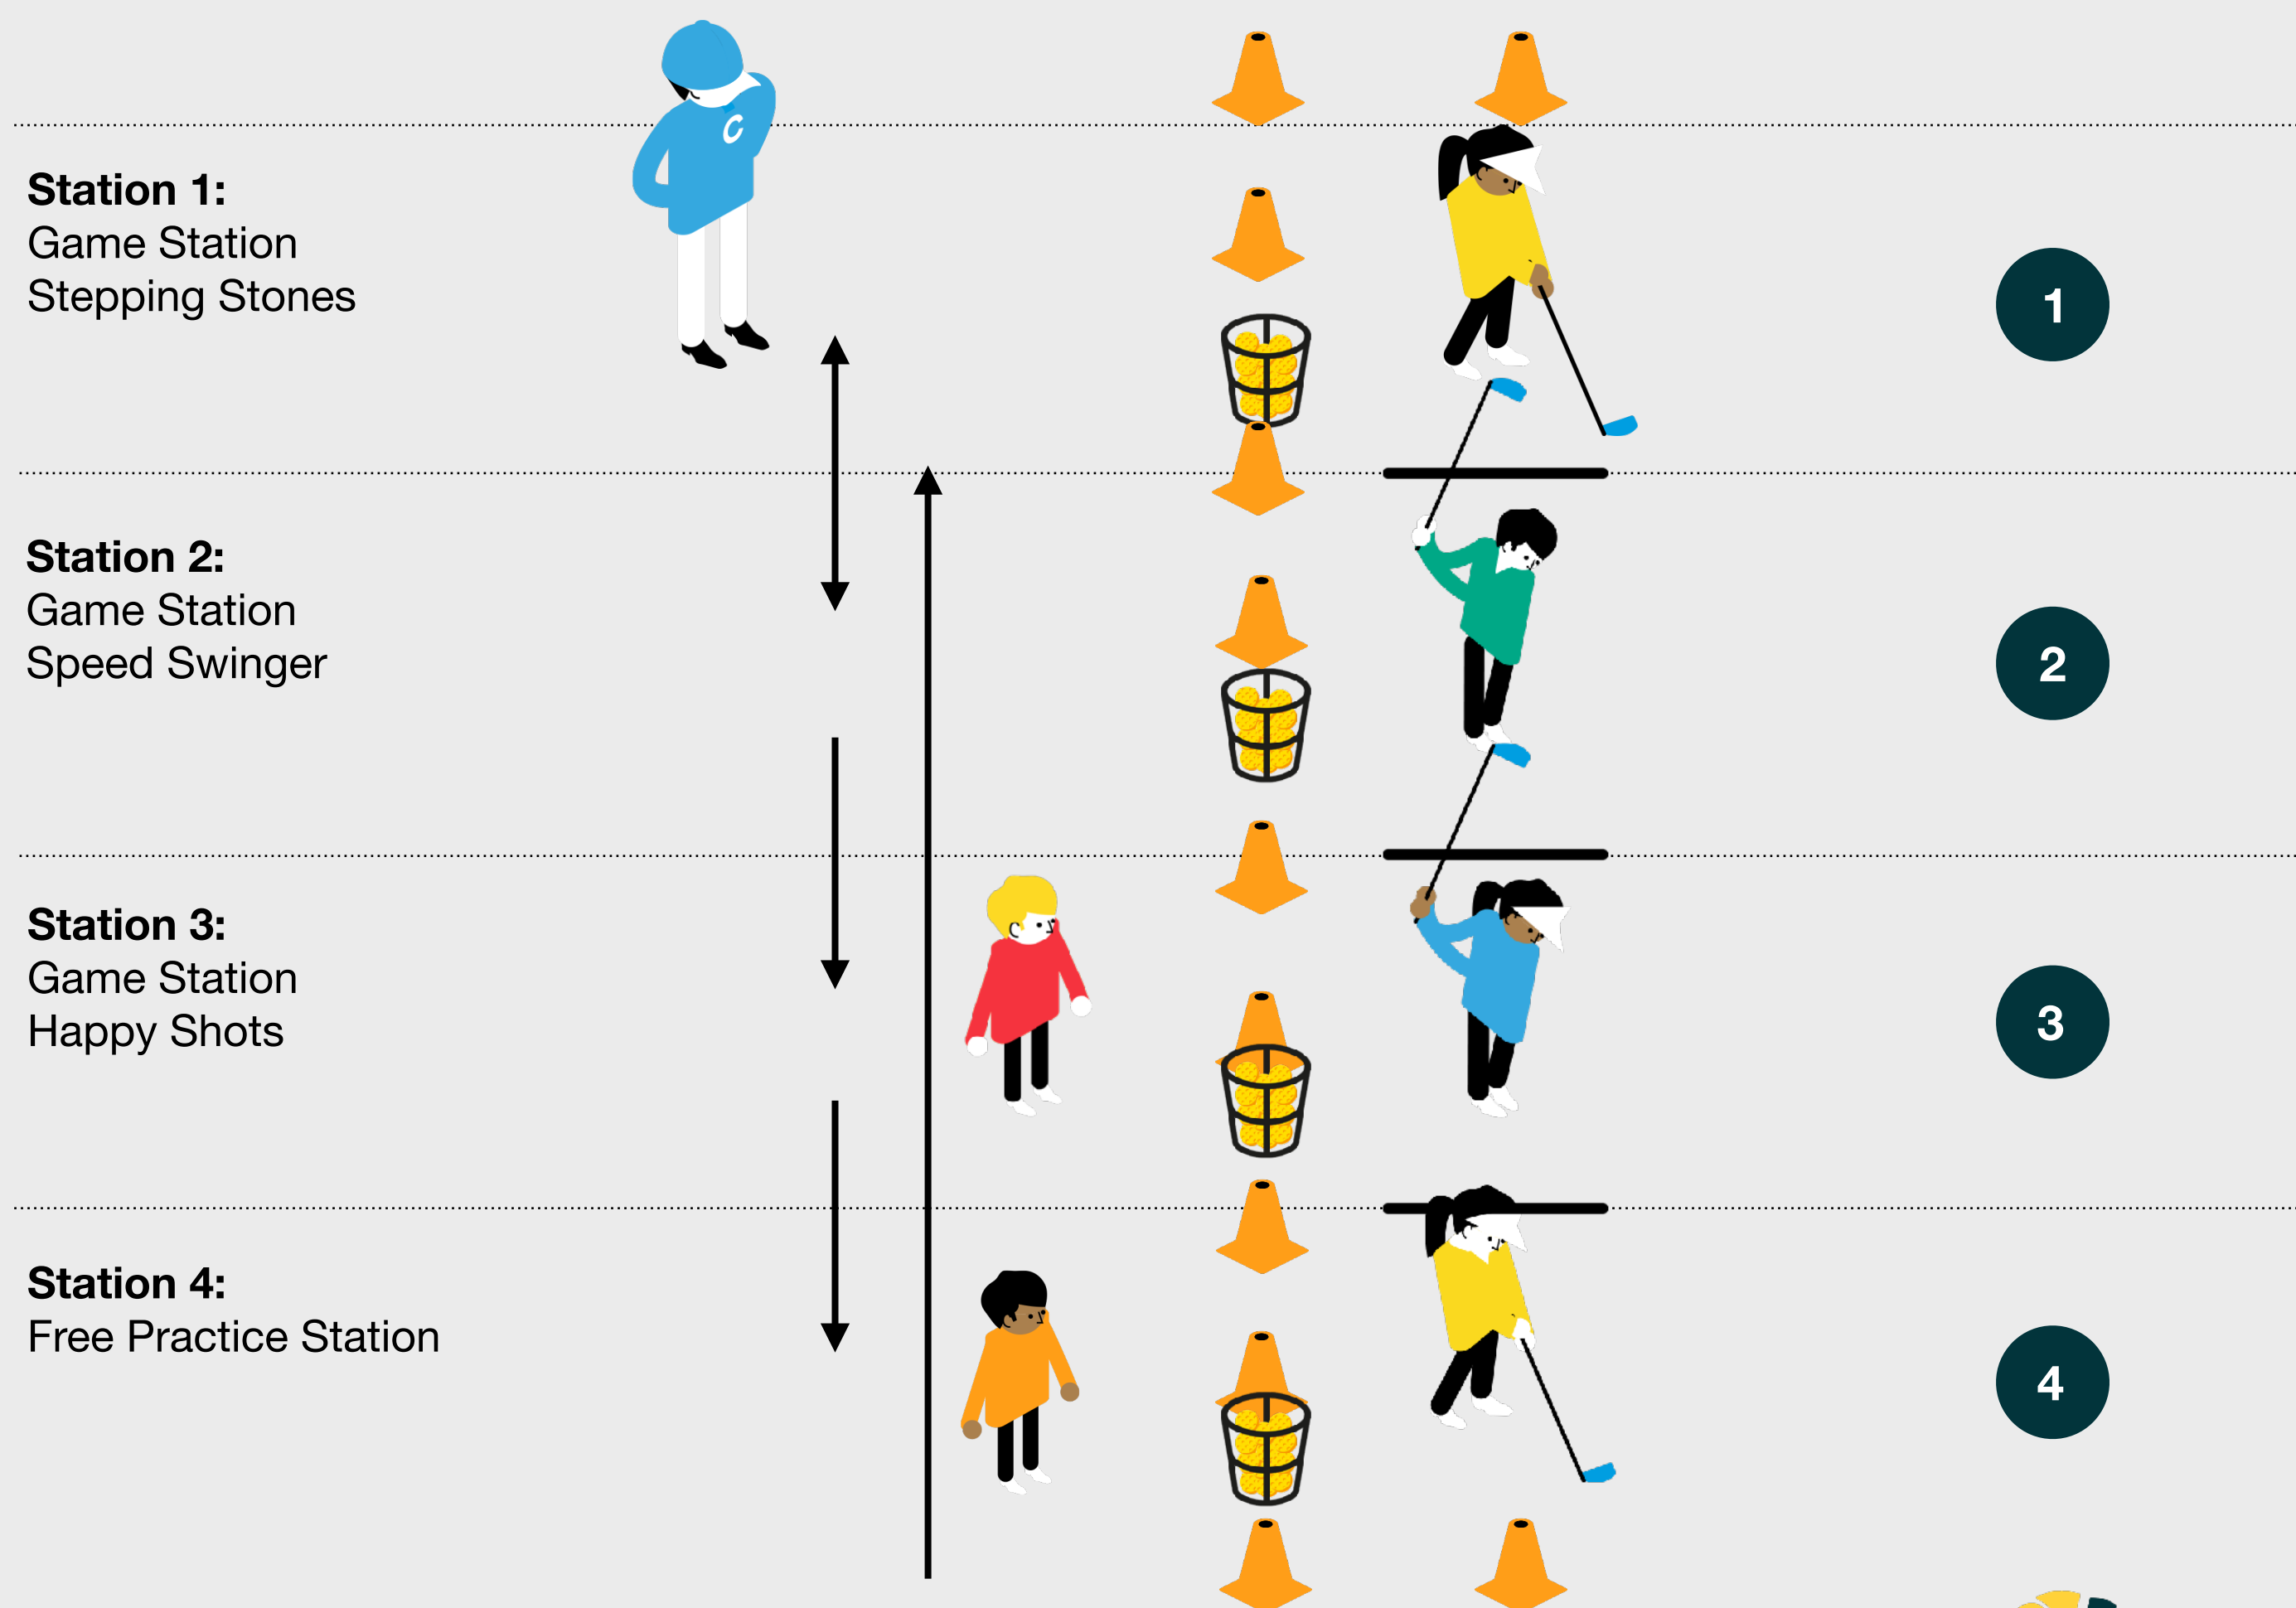 Station 1:
Game Station
Stepping Stones
C
1
Station 2:
Game Station
Speed Swinger
2
Station 3:
Game Station
Happy Shots
3
Station 4:
Free Practice Station
4